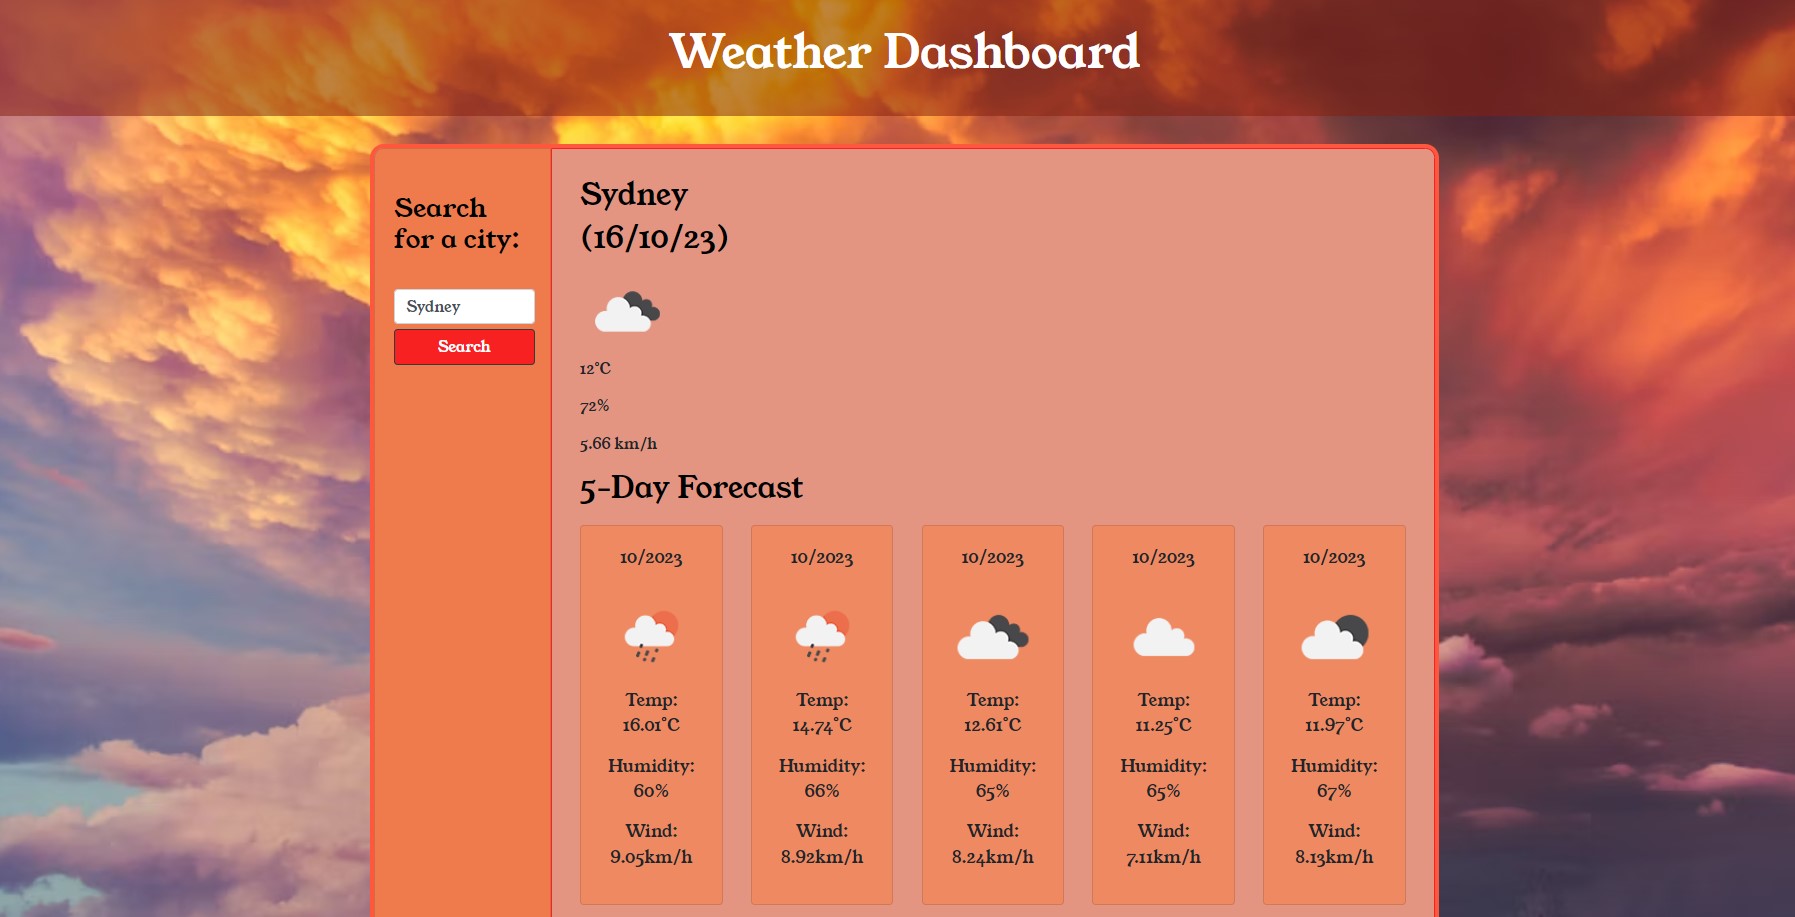 Weather Dashboard
Search
for a city:
Sydney
Search
Sydney
(16/10/23)
12°C
72%
5.66 km/h
5-Day Forecast
10/2023
Temp:
16.01°C
Humidity:
60%
Wind:
9.05km/h
10/2023
Temp:
14.74°C
Humidity:
66%
Wind:
8.92km/h
10/2023
Temp:
12.61°C
Humidity:
65%
Wind:
8.24km/h
10/2023
Temp:
11.25°C
Humidity:
65%
Wind:
7.11km/h
10/2023
Temp:
11.97°C
Humidity:
67%
Wind:
8.13km/h